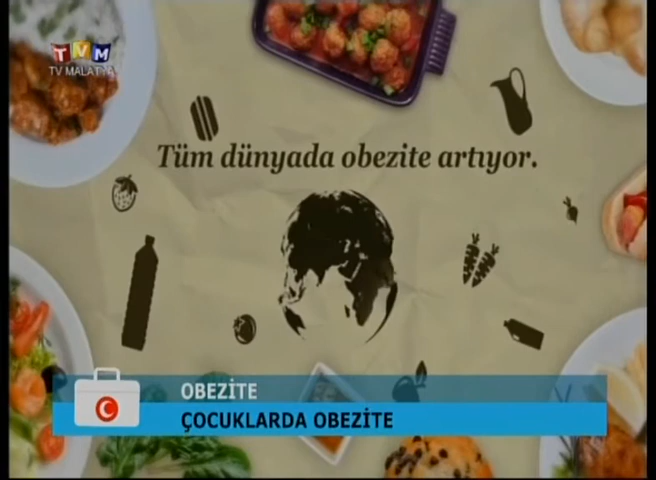 TVM
TV MALATYA
Tüm dünyada obezite artıyor.
OBEZİTE
ÇOCUKLARDA OBEZİTE